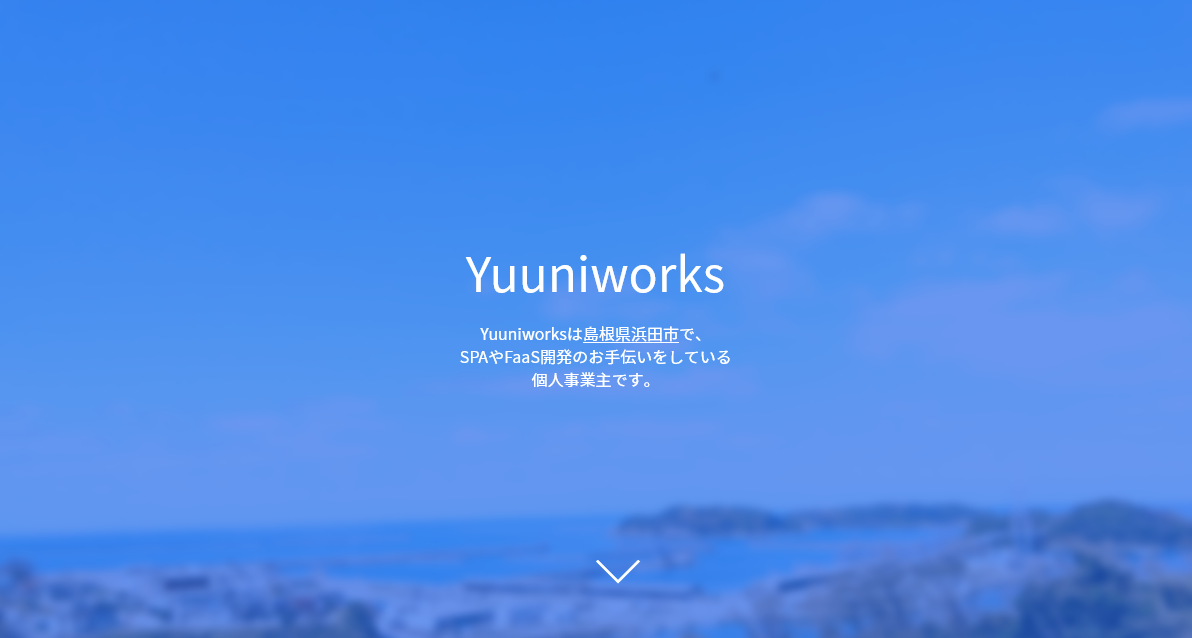 Yuuniworks
Yuuniworksは島根県浜田市で、
SPAやFaaS開発のお手伝いをしている
個人事業主です。